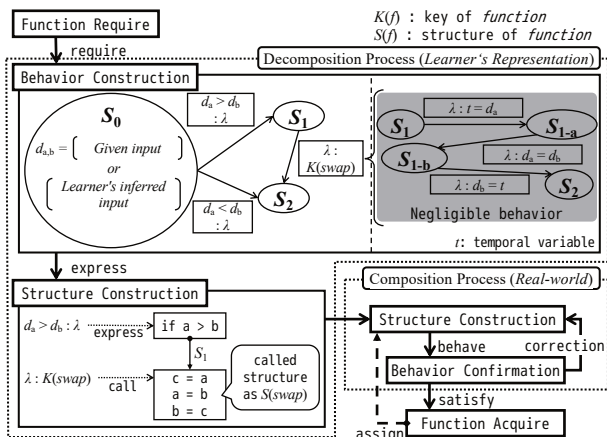 Function Require
K(f) : key of function
S(f) : structure of function
require
Decomposition Process (Learner's Representation)
Behavior Construction
S0
da,b =
Given input
or
Learner's inferred
input
da > db
: λ
S1
da < db
: λ
S2
λ :
K(swap)
S1
λ : t = da
S1-a
S1-b
λ : da = db
λ : db = t
S2
Negligible behavior
t: temporal variable
express
Structure Construction
da > db : λ
express
if a > b
S1
λ : K(swap)
call
c = a
a = b
b = c
called
structure
as S(swap)
Composition Process (Real-world)
Structure Construction
behave
correction
Behavior Confirmation
satisfy
assign
Function Acquire